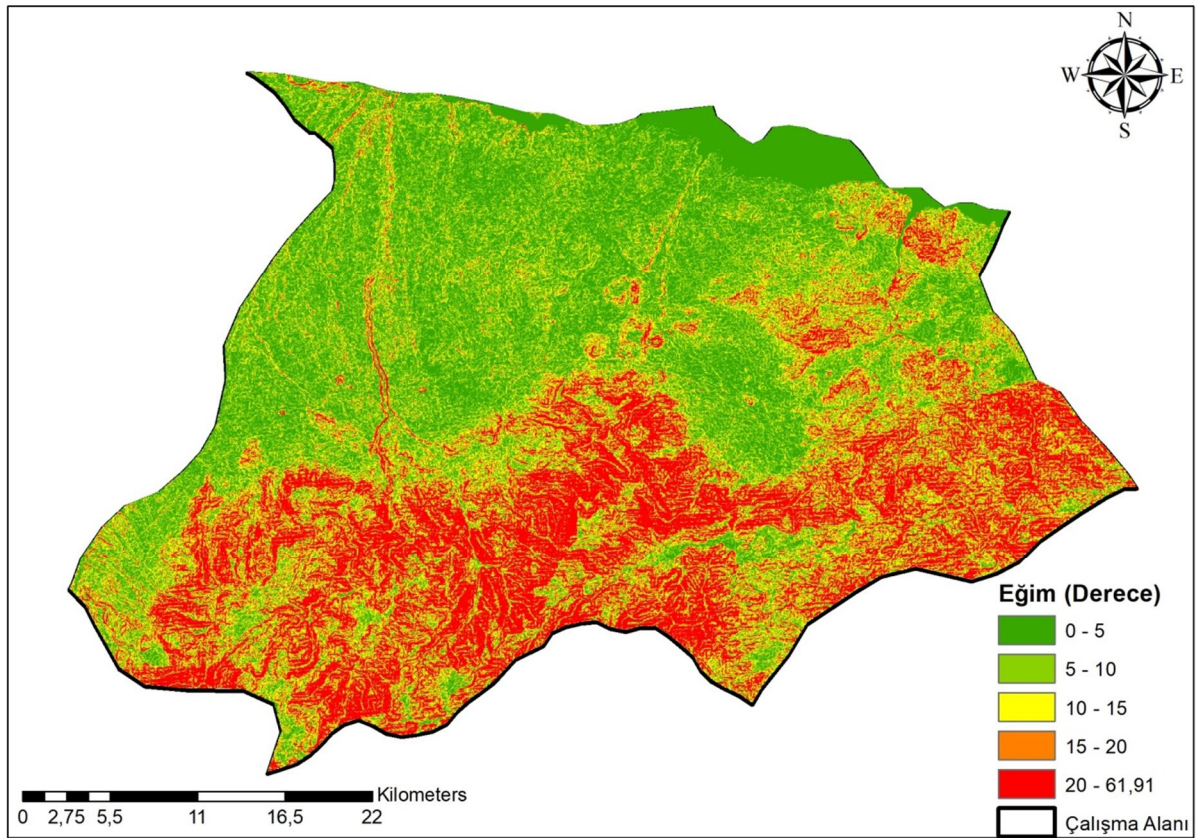 N
W E
S
Eğim (Derece)
0 - 5
5 - 10
10 - 15
15 - 20
20 - 61,91
Çalışma Alanı
Kilometers
0 2,75 5,5 11 16,5 22